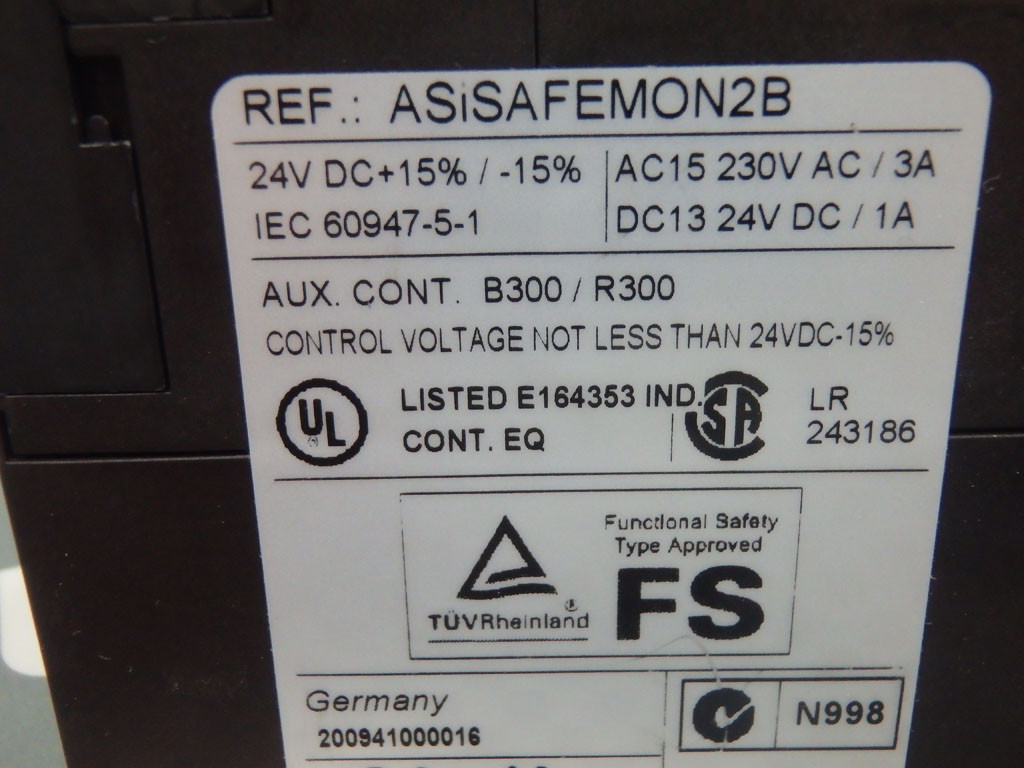 REF.: ASiSAFEMON2B
24V DC+15% / -15%
IEC 60947-5-1
AC15 230V AC / 3A
DC13 24V DC / 1A
AUX. CONT. B300 / R300
CONTROL VOLTAGE NOT LESS THAN 24VDC-15%
UL
LISTED E164353 IND.
CONT. EQ
SA
LR
243186
Functional Safety
Type Approved
FS
TÜVRheinland ®
Germany
200941000016
N998